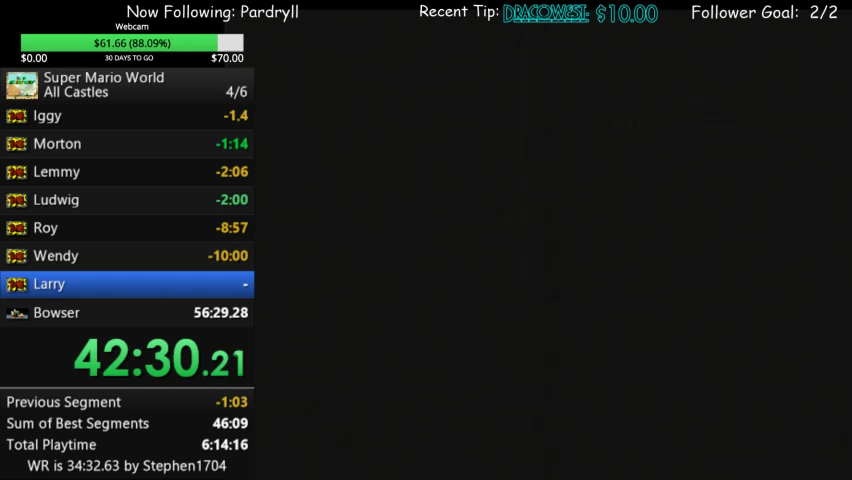 Now Following: Pardryll
Recent Tip: DRACOWEST: $10.00
Follower Goal: 2/2
Webcam
$61.66 (88.09%)
$0.00 30 DAYS TO GO $70.00
Super Mario World
All Castles 4/6
Iggy -1.4
Morton -1:14
Lemmy -2:06
Ludwig -2:00
Roy -8:57
Wendy -10:00
Larry -
Bowser 56:29.28
42:30.21
Previous Segment -1:03
Sum of Best Segments 46:09
Total Playtime 6:14:16
WR is 34:32.63 by Stephen1704